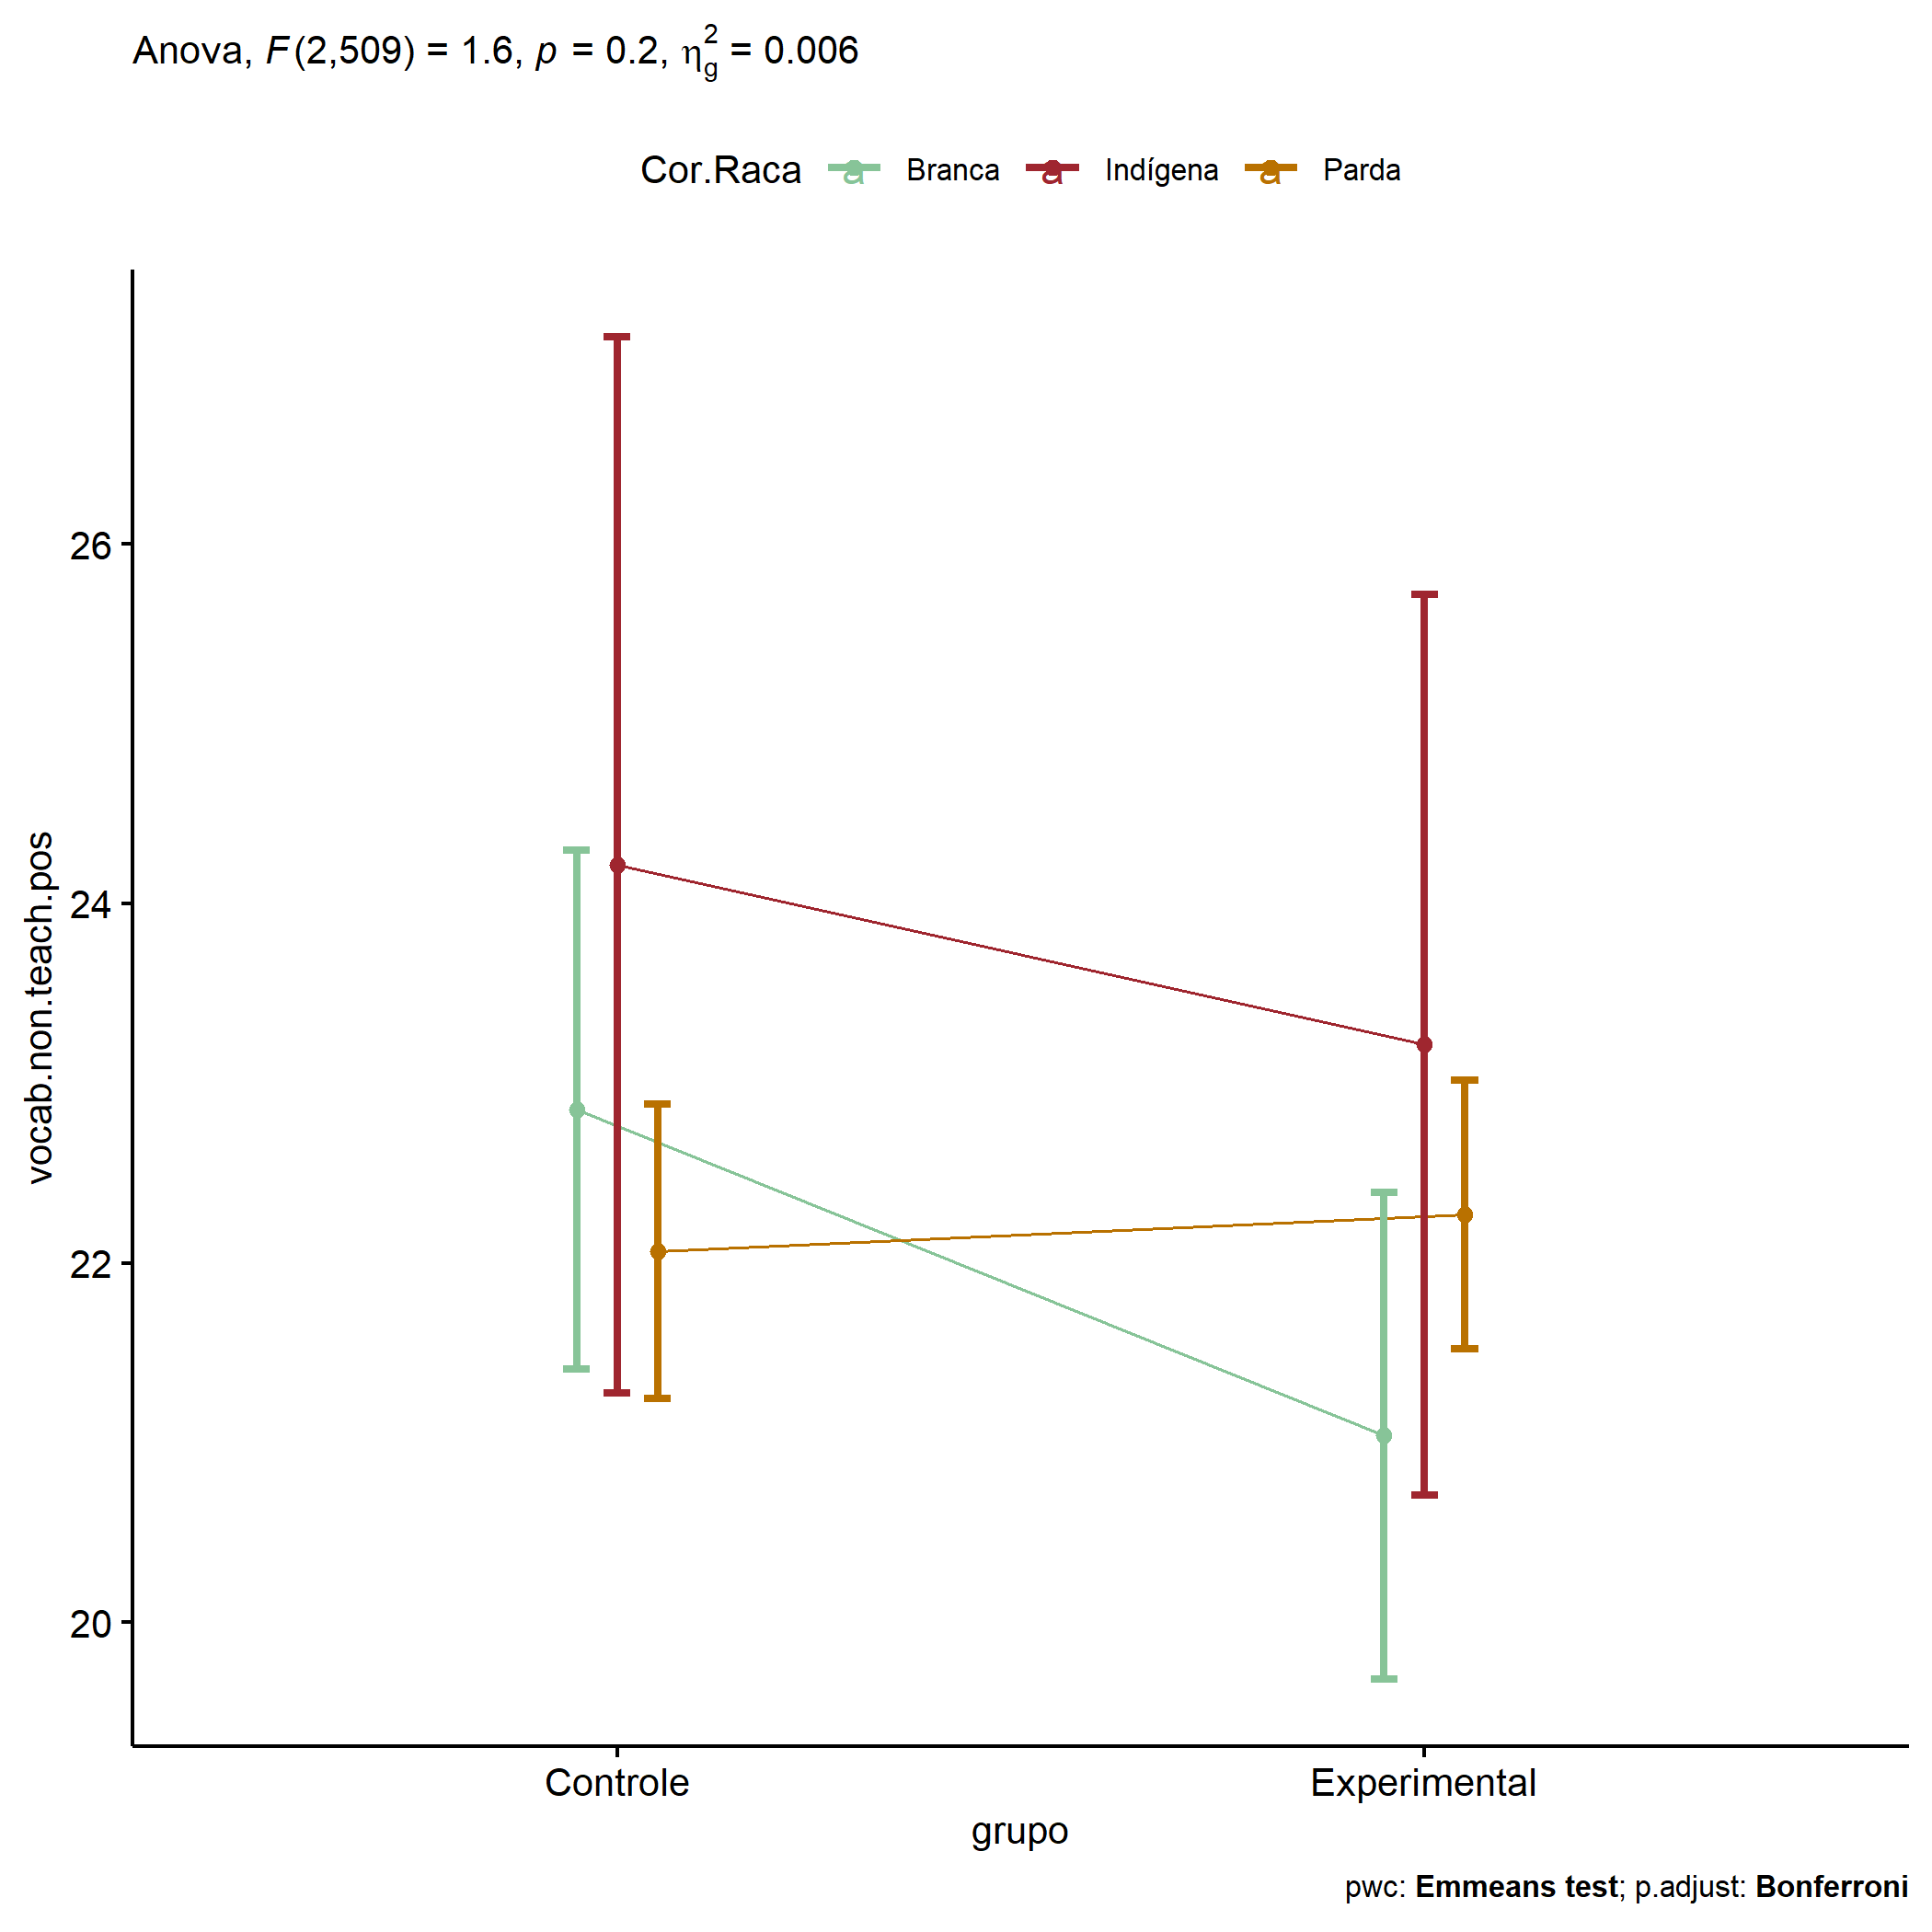 Anova, F(2,509) = 1.6, p = 0.2, η²g = 0.006
Cor.Raca a Branca a Indígena a Parda
vocab.non.teach.pos
26
24
22
20
Controle Experimental
grupo
pwc: Emmeans test; p.adjust: Bonferroni